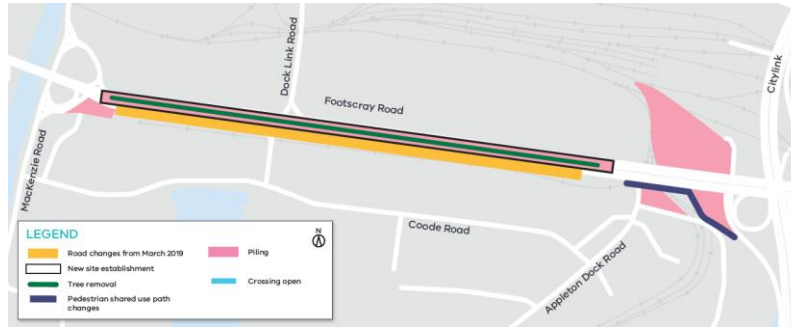 Dock Link Road
Citylink
Footscray Road
MacKenzie Road
LEGEND
N
Road changes from March 2019
Piling
New site establishment
Tree removal
Crossing open
Pedestrian shared use path
changes
Coode Road
Appleton Dock Road